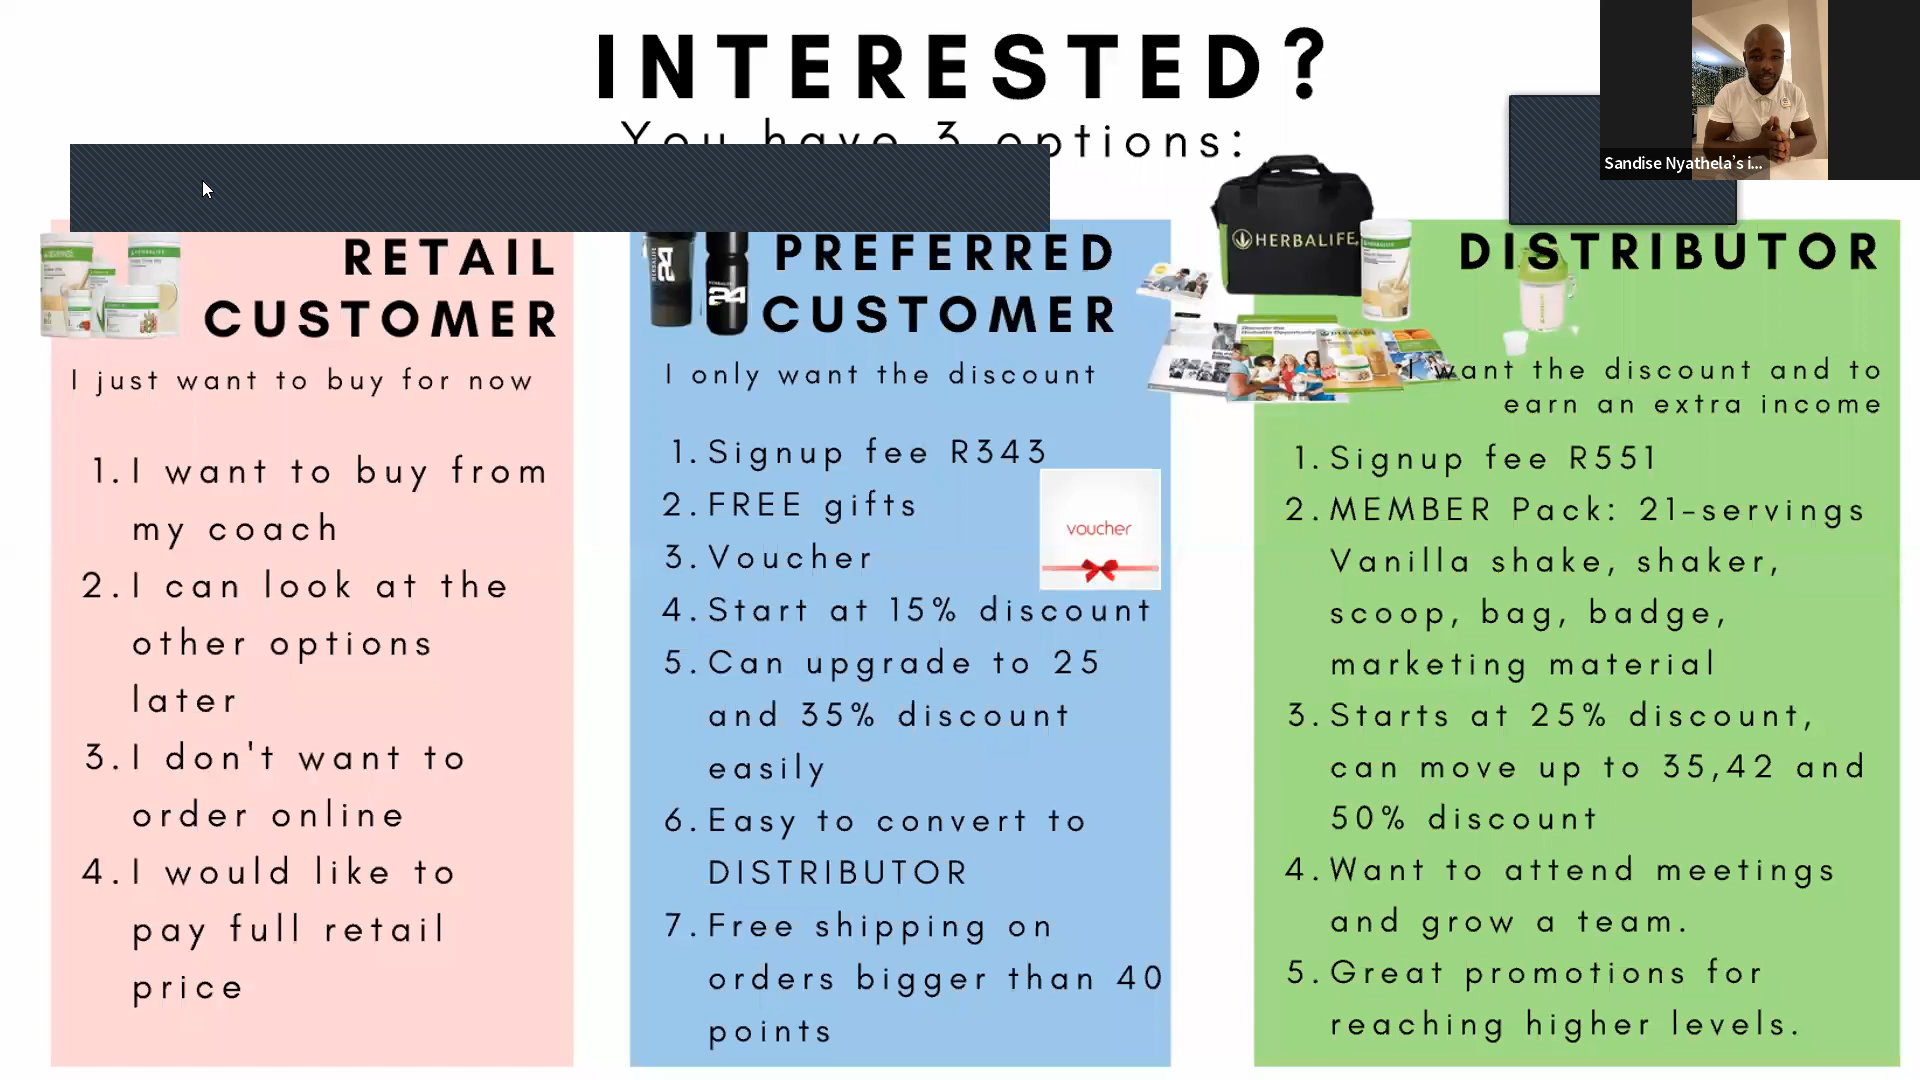 INTERESTED?
You have 3 options:
Sandise Nyathela's i...
RETAIL
CUSTOMER
I just want to buy for now
1. I want to buy from
my coach
2. I can look at the
other options
later
3. I don't want to
order online
4. I would like to
pay full retail
price
PREFERRED
CUSTOMER
I only want the discount
1. Signup fee R343
2. FREE gifts
3. Voucher
voucher
4. Start at 15% discount
5. Can upgrade to 25
and 35% discount
easily
6. Easy to convert to
DISTRIBUTOR
7. Free shipping on
orders bigger than 40
points
HERBALIFE
24
24
DISTRIBUTOR
I want the discount and to
earn an extra income
1. Signup fee R551
2. MEMBER Pack: 21-servings
Vanilla shake, shaker,
scoop, bag, badge,
marketing material
3. Starts at 25% discount,
can move up to 35,42 and
50% discount
4. Want to attend meetings
and grow a team.
5. Great promotions for
reaching higher levels.